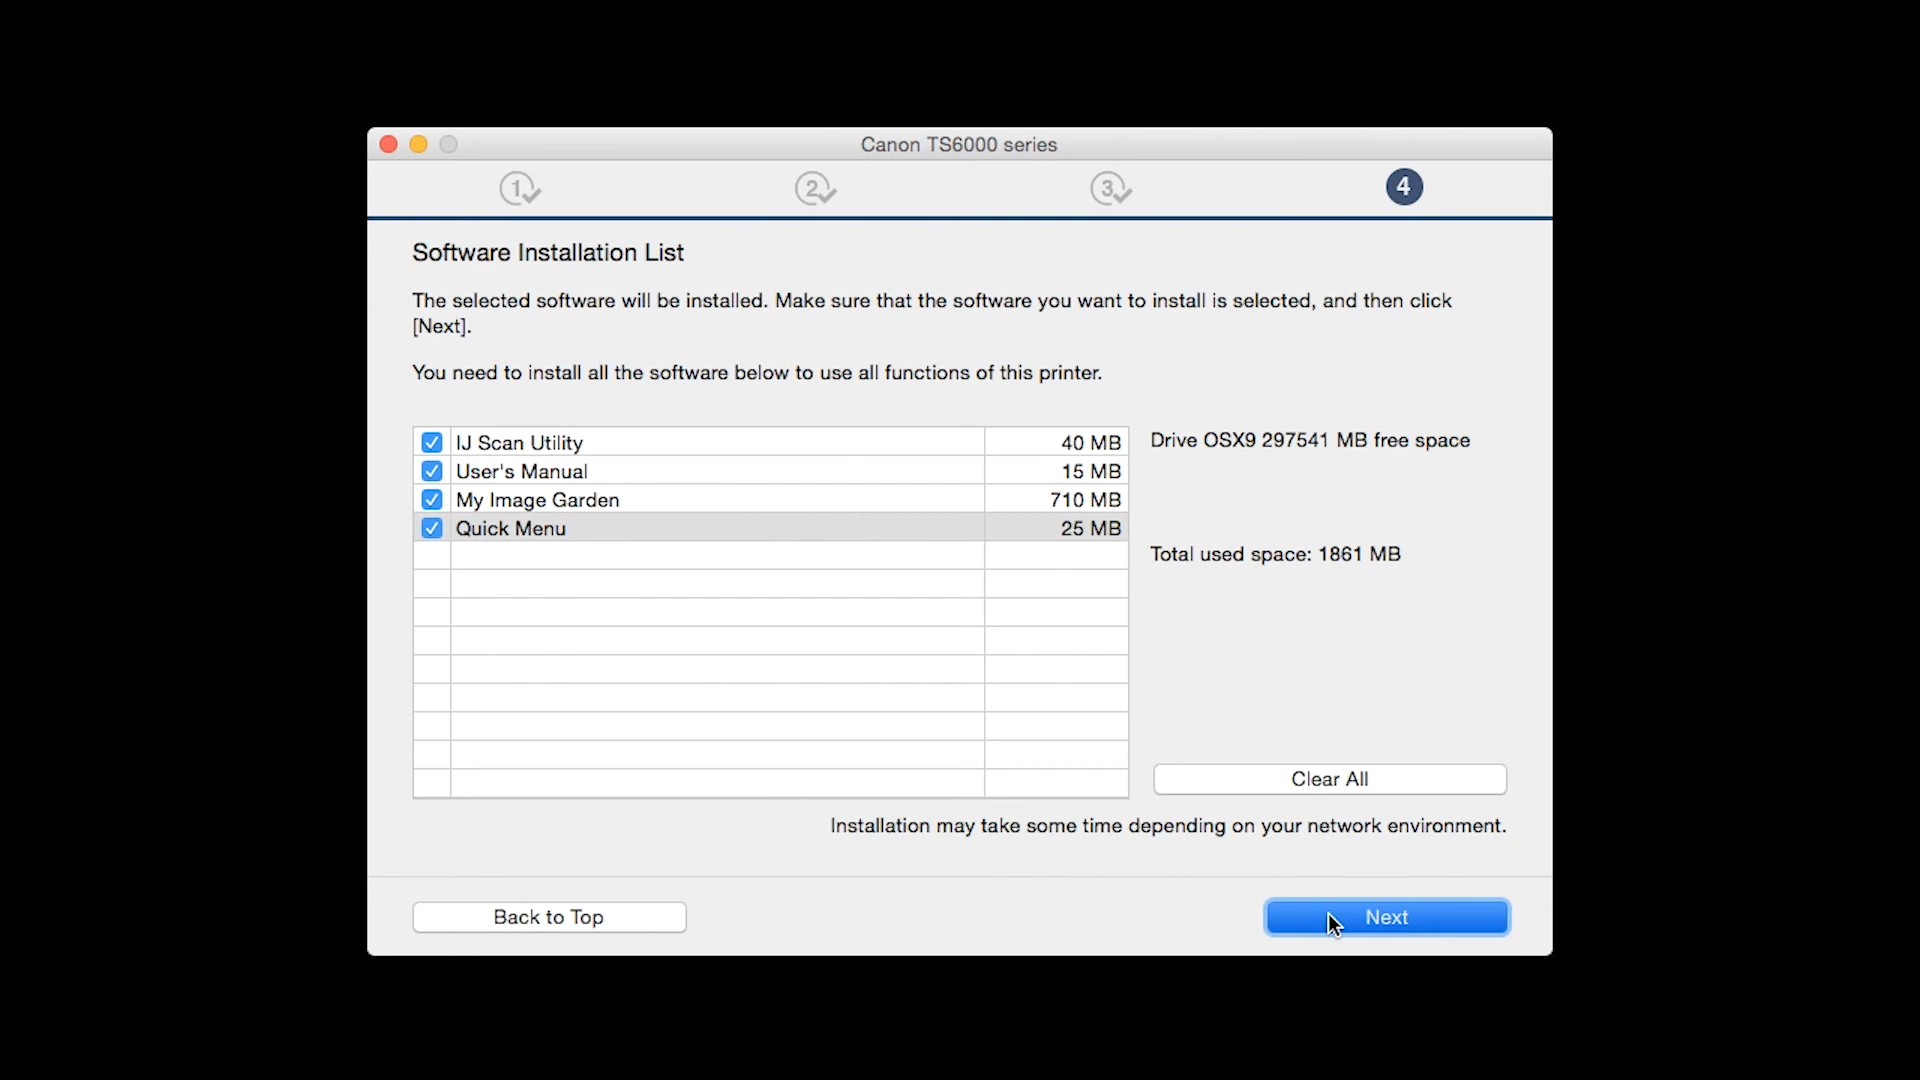 Canon TS6000 series
1 2 3 4
Software Installation List
The selected software will be installed. Make sure that the software you want to install is selected, and then click
[Next].
You need to install all the software below to use all functions of this printer.
IJ Scan Utility 40 MB
User's Manual 15 MB
My Image Garden 710 MB
Quick Menu 25 MB
Drive OSX9 297541 MB free space
Total used space: 1861 MB
Clear All
Installation may take some time depending on your network environment.
Back to Top
Next